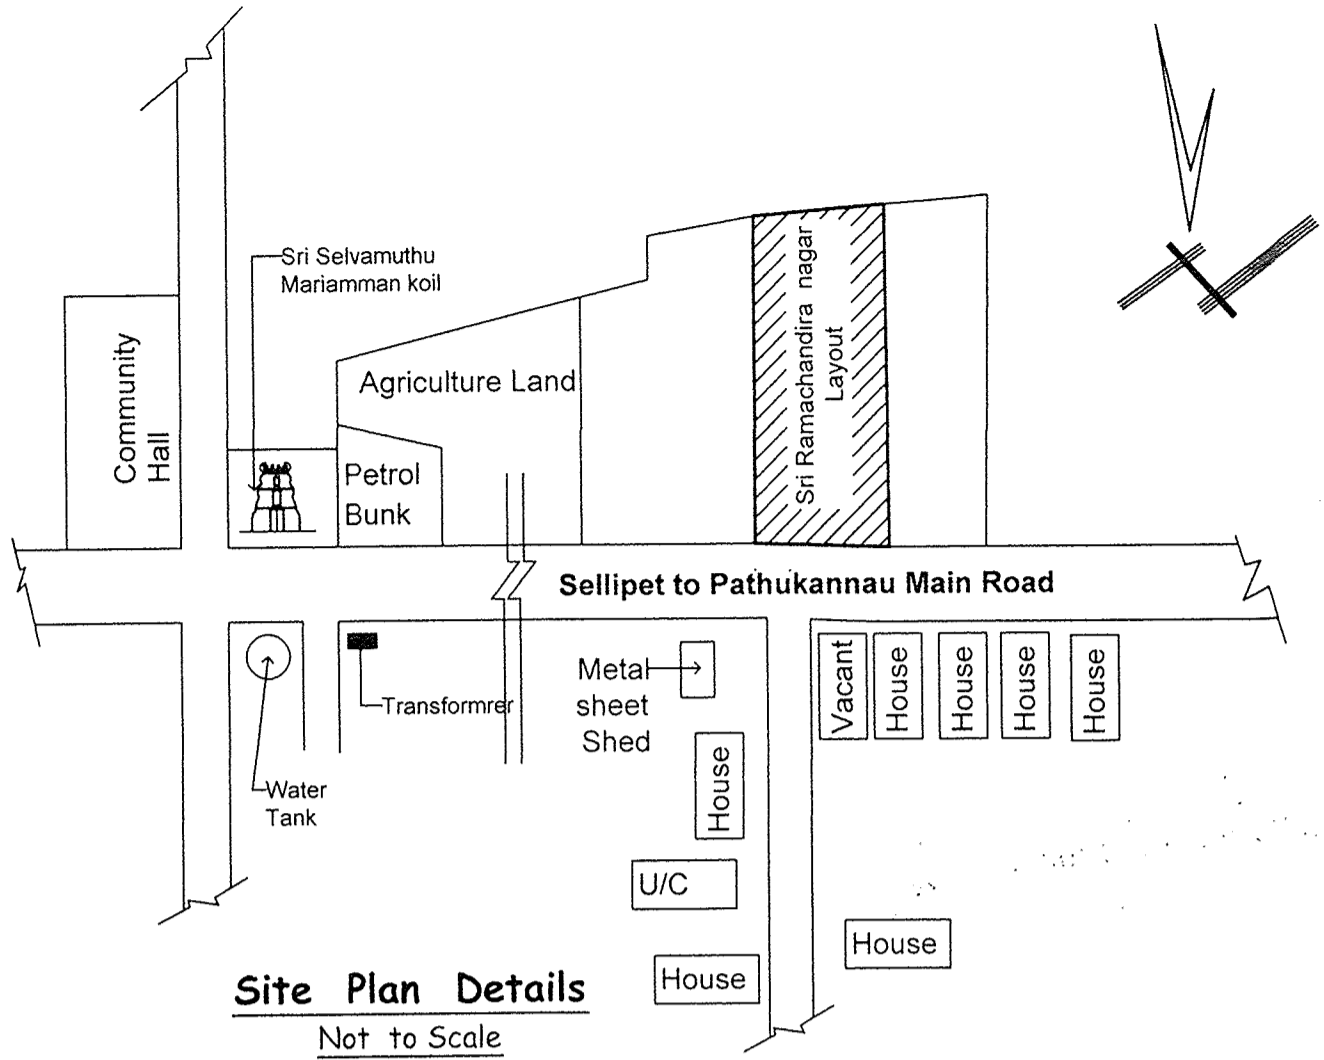 Sri Selvamuthu
Mariamman koil
Community
Hall
Agriculture Land
Petrol
Bunk
Sri Ramachandira nagar
Layout
Sellipet to Pathukannau Main Road
Transformrer
Water
Tank
Metal
sheet
Shed
Vacant
House
House
House
House
House
U/C
House
House
Site Plan Details
Not to Scale